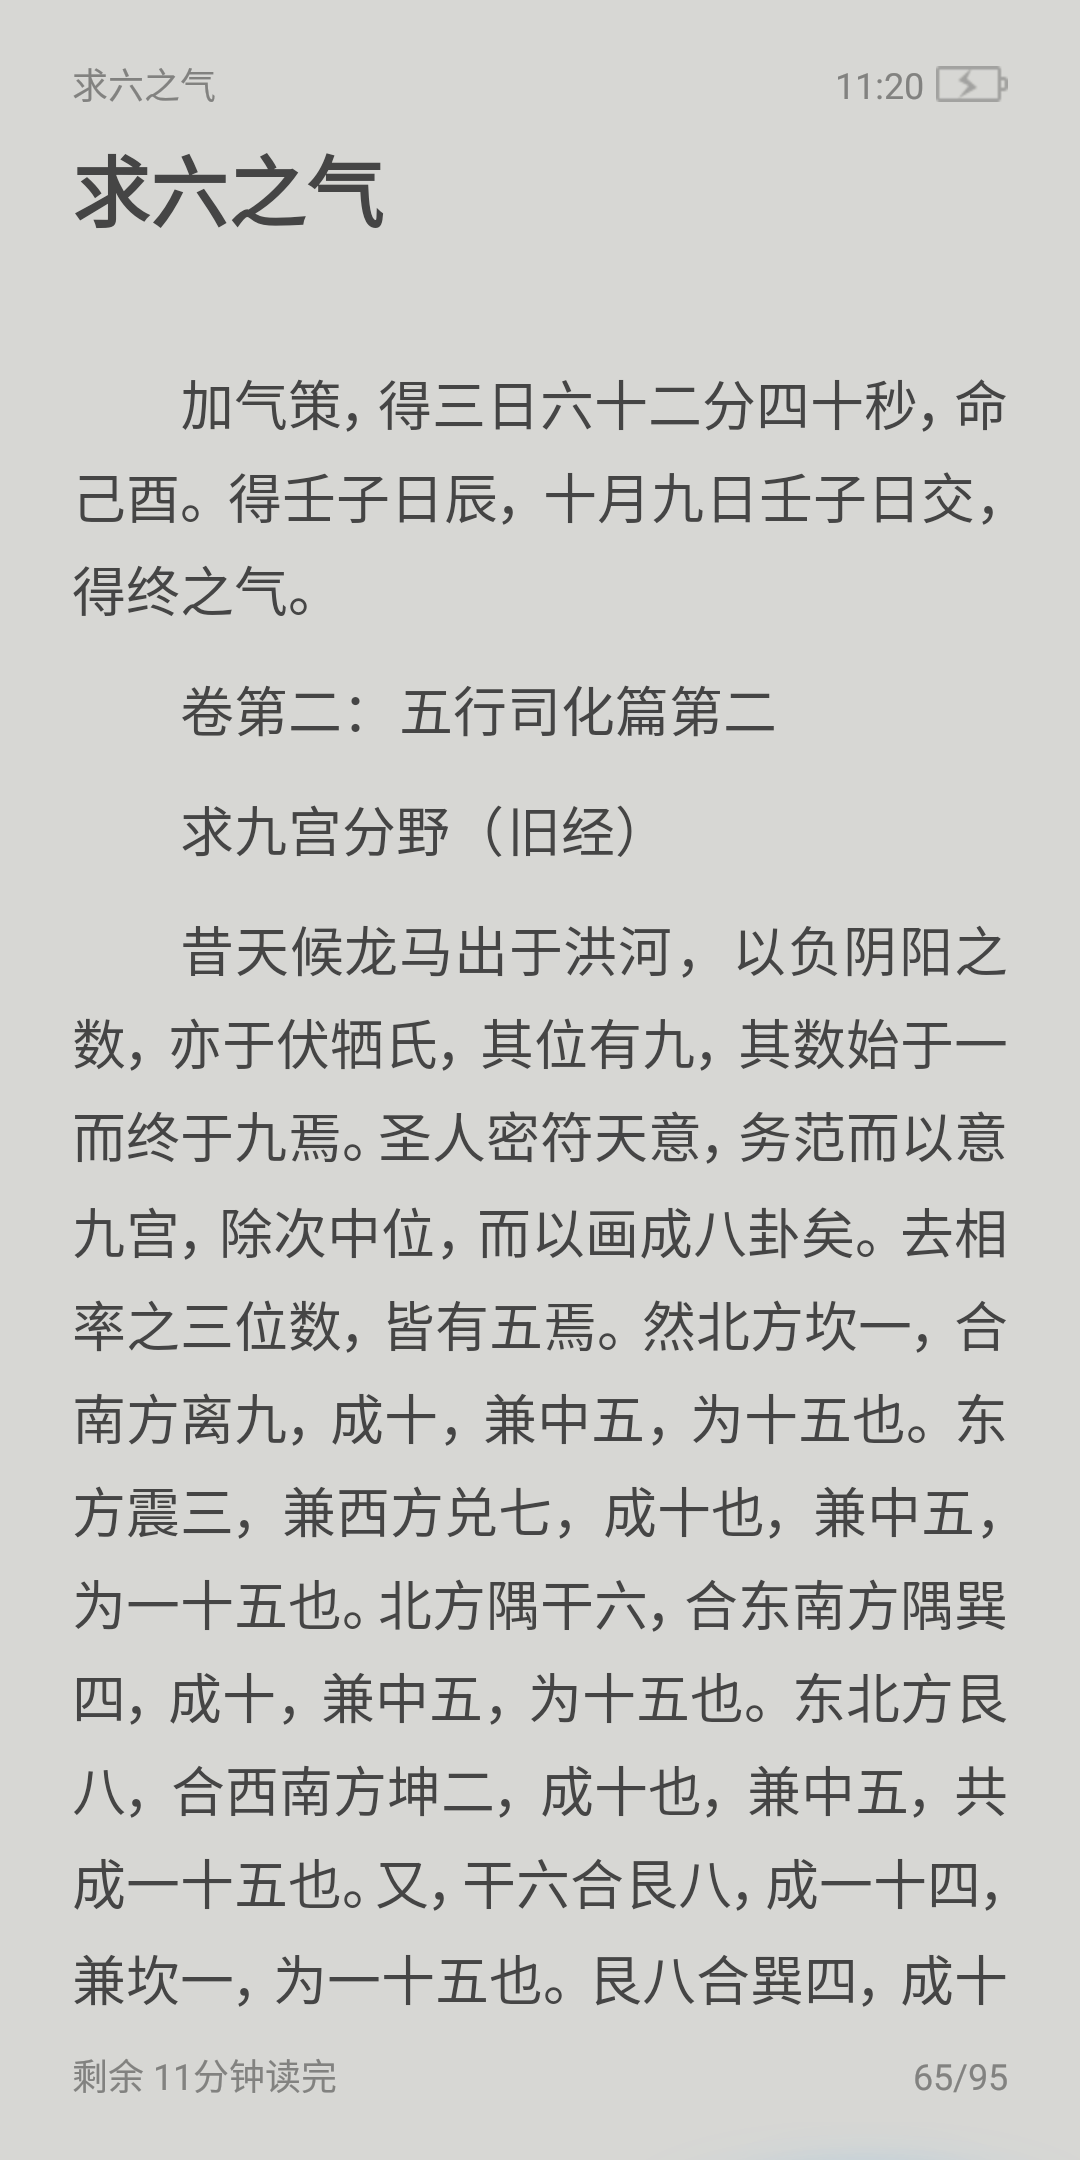 求六之气
11:20
求六之气
加气策，得三日六十二分四十秒，命
己酉。得壬子日辰，十月九日壬子日交，
得终之气。
卷第二：五行司化篇第二
求九宫分野（旧经）
昔天候龙马出于洪河，以负阴阳之
数，亦于伏牺氏，其位有九，其数始于一
而终于九焉。圣人密符天意，务范而以意
九宫，除次中位，而以画成八卦矣。去相
率之三位数，皆有五焉。然北方坎一，合
南方离九，成十，兼中五，为十五也。东
方震三，兼西方兑七，成十也，兼中五，
为一十五也。北方隅干六，合东南方隅巽
四，成十，兼中五，为十五也。东北方艮
八，合西南方坤二，成十也，兼中五，共
成一十五也。又，干六合艮八，成一十四，
兼坎一，为一十五也。艮八合巽四，成十
剩余 11分钟读完
65/95